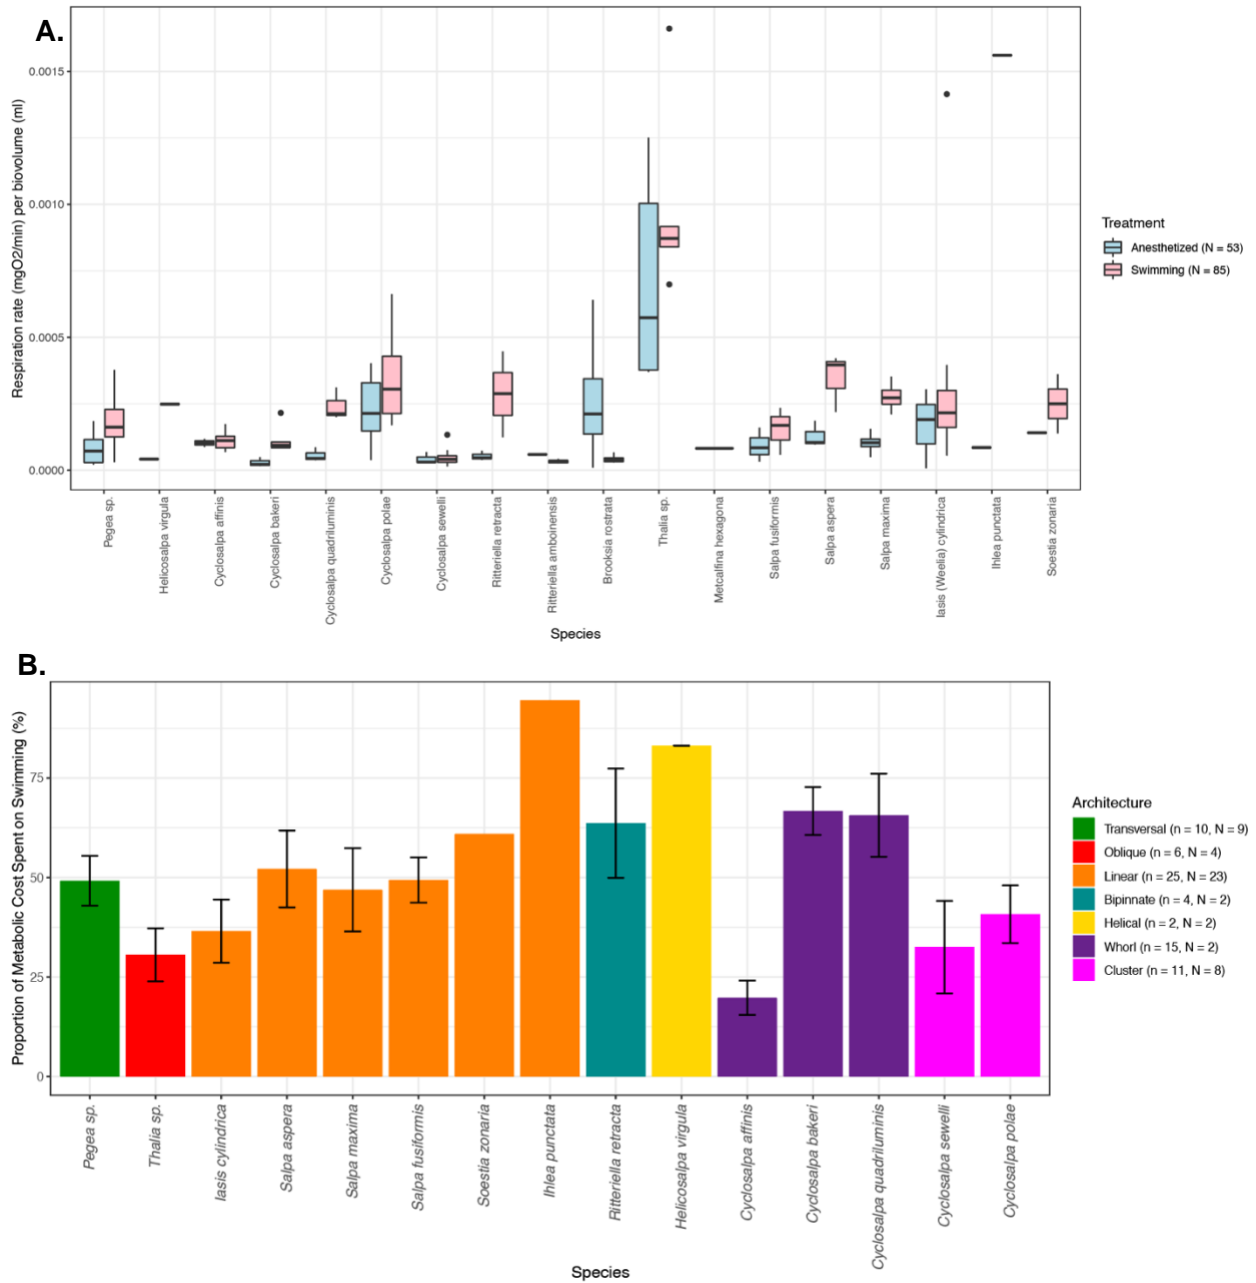 A.
Respiration rate (mgO2/min) per biovolume (ml)
0.0015
0.0010
0.0005
0.0000
Pegea sp.
Helicosalpa virgula
Cyclosalpa affinis
Cyclosalpa bakeri
Cyclosalpa quadriluminis
Cyclosalpa polae
Cyclosalpa sewelli
Ritteriella retracta
Ritteriella amboinensis
Brooksia rostrata
Thalia sp.
Metcalfina hexagona
Salpa fusiformis
Salpa aspera
Salpa maxima
Iasis (Weelia) cylindrica
Ihlea punctata
Soestia zonaria
Species
Treatment
Anesthetized (N = 53)
Swimming (N = 85)
B.
Proportion of Metabolic Cost Spent on Swimming (%)
75
50
25
0
Pegea sp.
Thalia sp.
Iasis cylindrica
Salpa aspera
Salpa maxima
Salpa fusiformis
Soestia zonaria
Ihlea punctata
Ritteriella retracta
Helicosalpa virgula
Cyclosalpa affinis
Cyclosalpa bakeri
Cyclosalpa quadriluminis
Cyclosalpa sewelli
Cyclosalpa polae
Species
Architecture
Transversal (n = 10, N = 9)
Oblique (n = 6, N = 4)
Linear (n = 25, N = 23)
Bipinnate (n = 4, N = 2)
Helical (n = 2, N = 2)
Whorl (n = 15, N = 2)
Cluster (n = 11, N = 8)